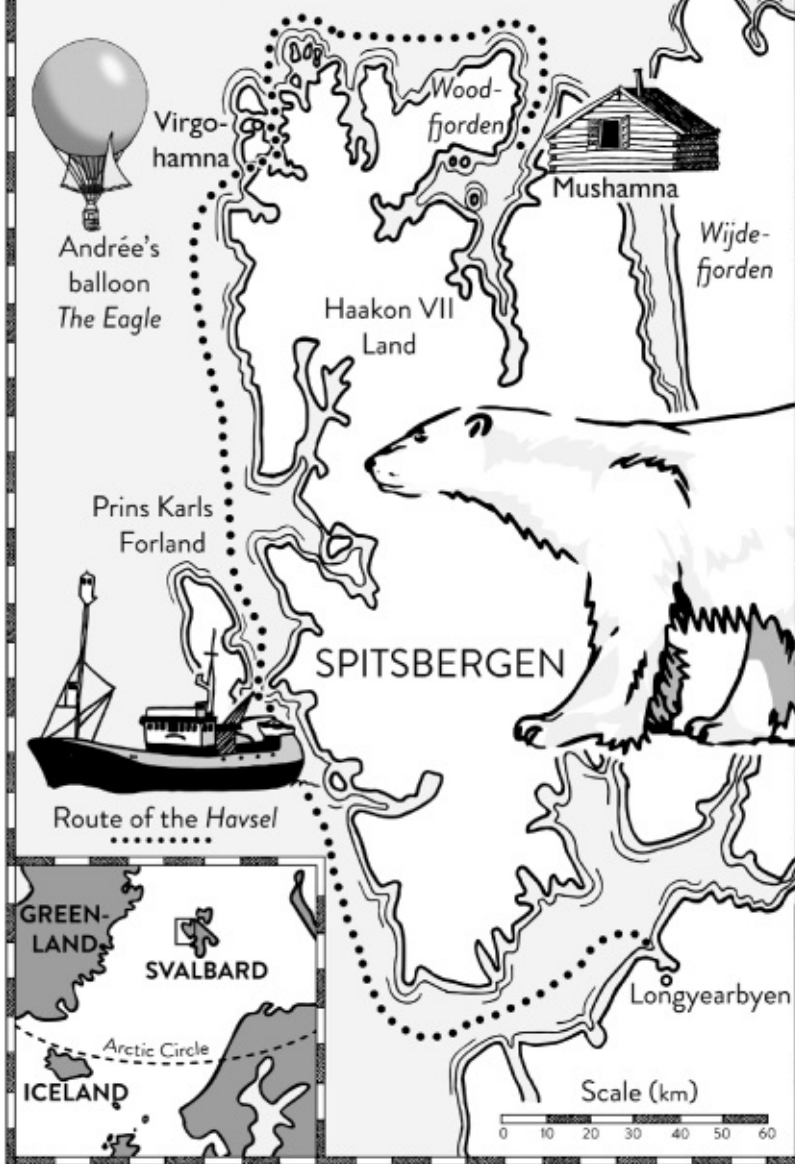 Wood-
fjorden
Virgo-
hamna
Mushamna
Andrée's
balloon
The Eagle
Wijde-
fjorden
Haakon VII
Land
Prins Karls
Forland
SPITSBERGEN
Route of the Havsel
GREEN-
LAND
SVALBARD
Longyearbyen
Arctic Circle
ICELAND
Scale (km)
0 10 20 30 40 50 60